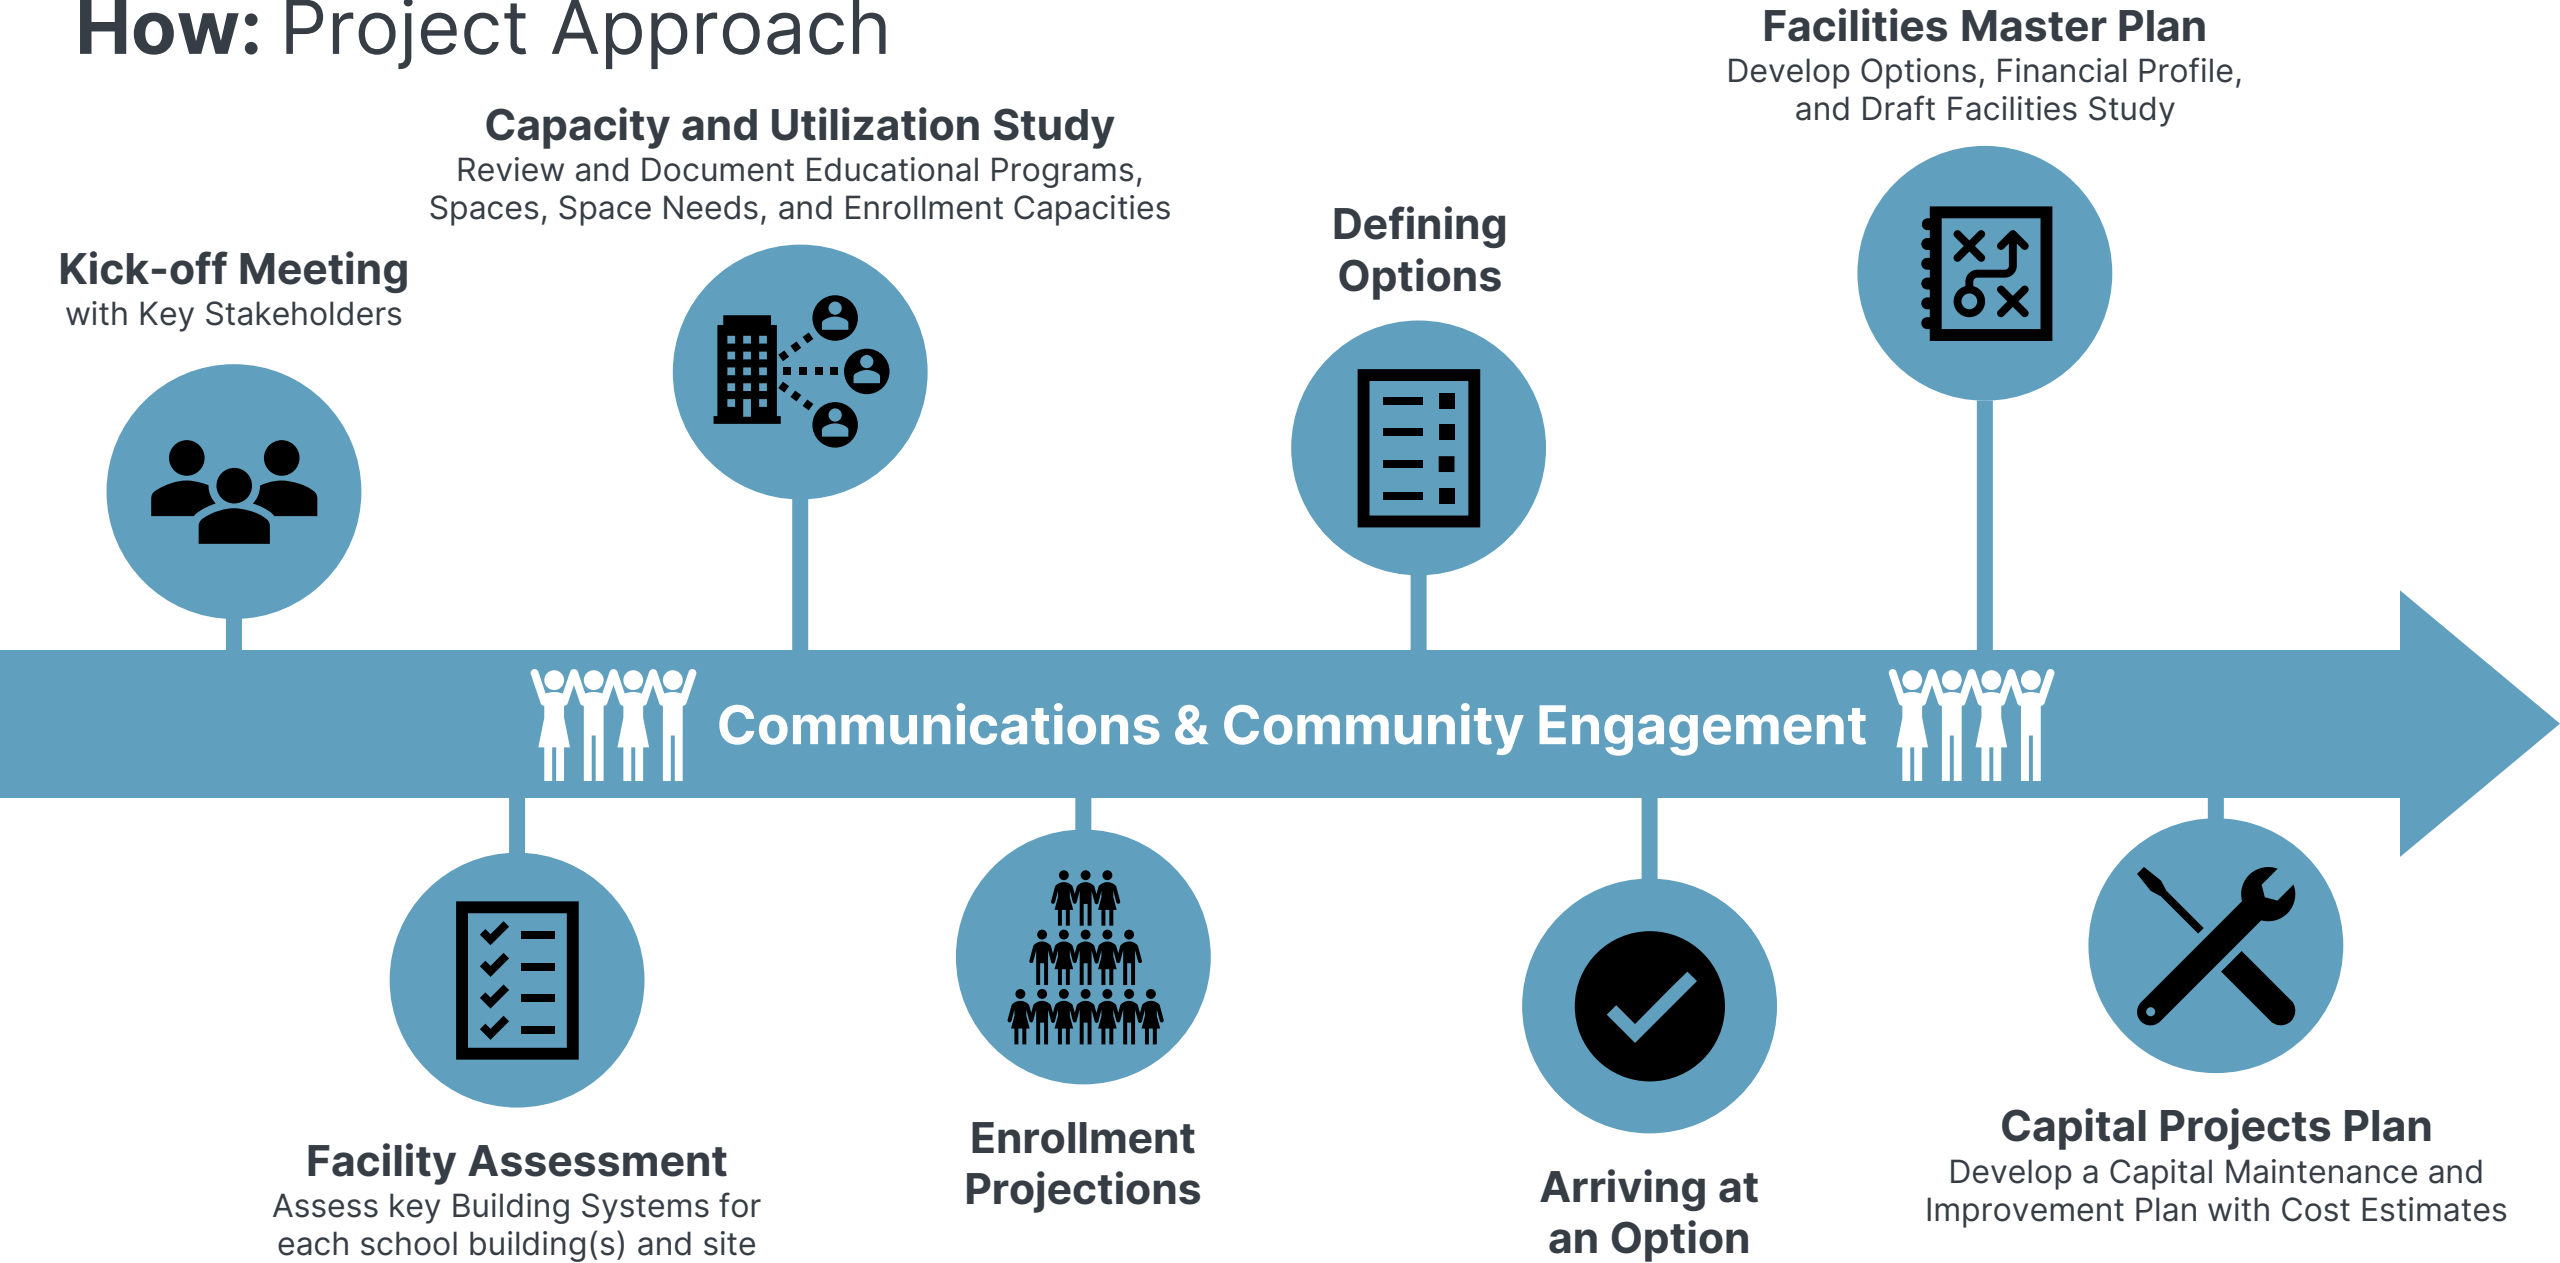 How: Project Approach
Kick-off Meeting
with Key Stakeholders
Capacity and Utilization Study
Review and Document Educational Programs,
Spaces, Space Needs, and Enrollment Capacities
Defining
Options
Facilities Master Plan
Develop Options, Financial Profile,
and Draft Facilities Study
Communications & Community Engagement
Facility Assessment
Assess key Building Systems for
each school building(s) and site
Enrollment
Projections
Arriving at
an Option
Capital Projects Plan
Develop a Capital Maintenance and
Improvement Plan with Cost Estimates